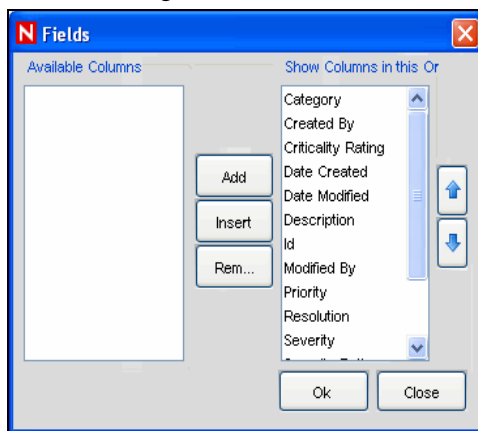 N Fields
Available Columns
Show Columns in this Or
Category
Created By
Criticality Rating
Date Created
Date Modified
Description
Id
Modified By
Priority
Resolution
Severity
Add
Insert
Rem...
Ok
Close